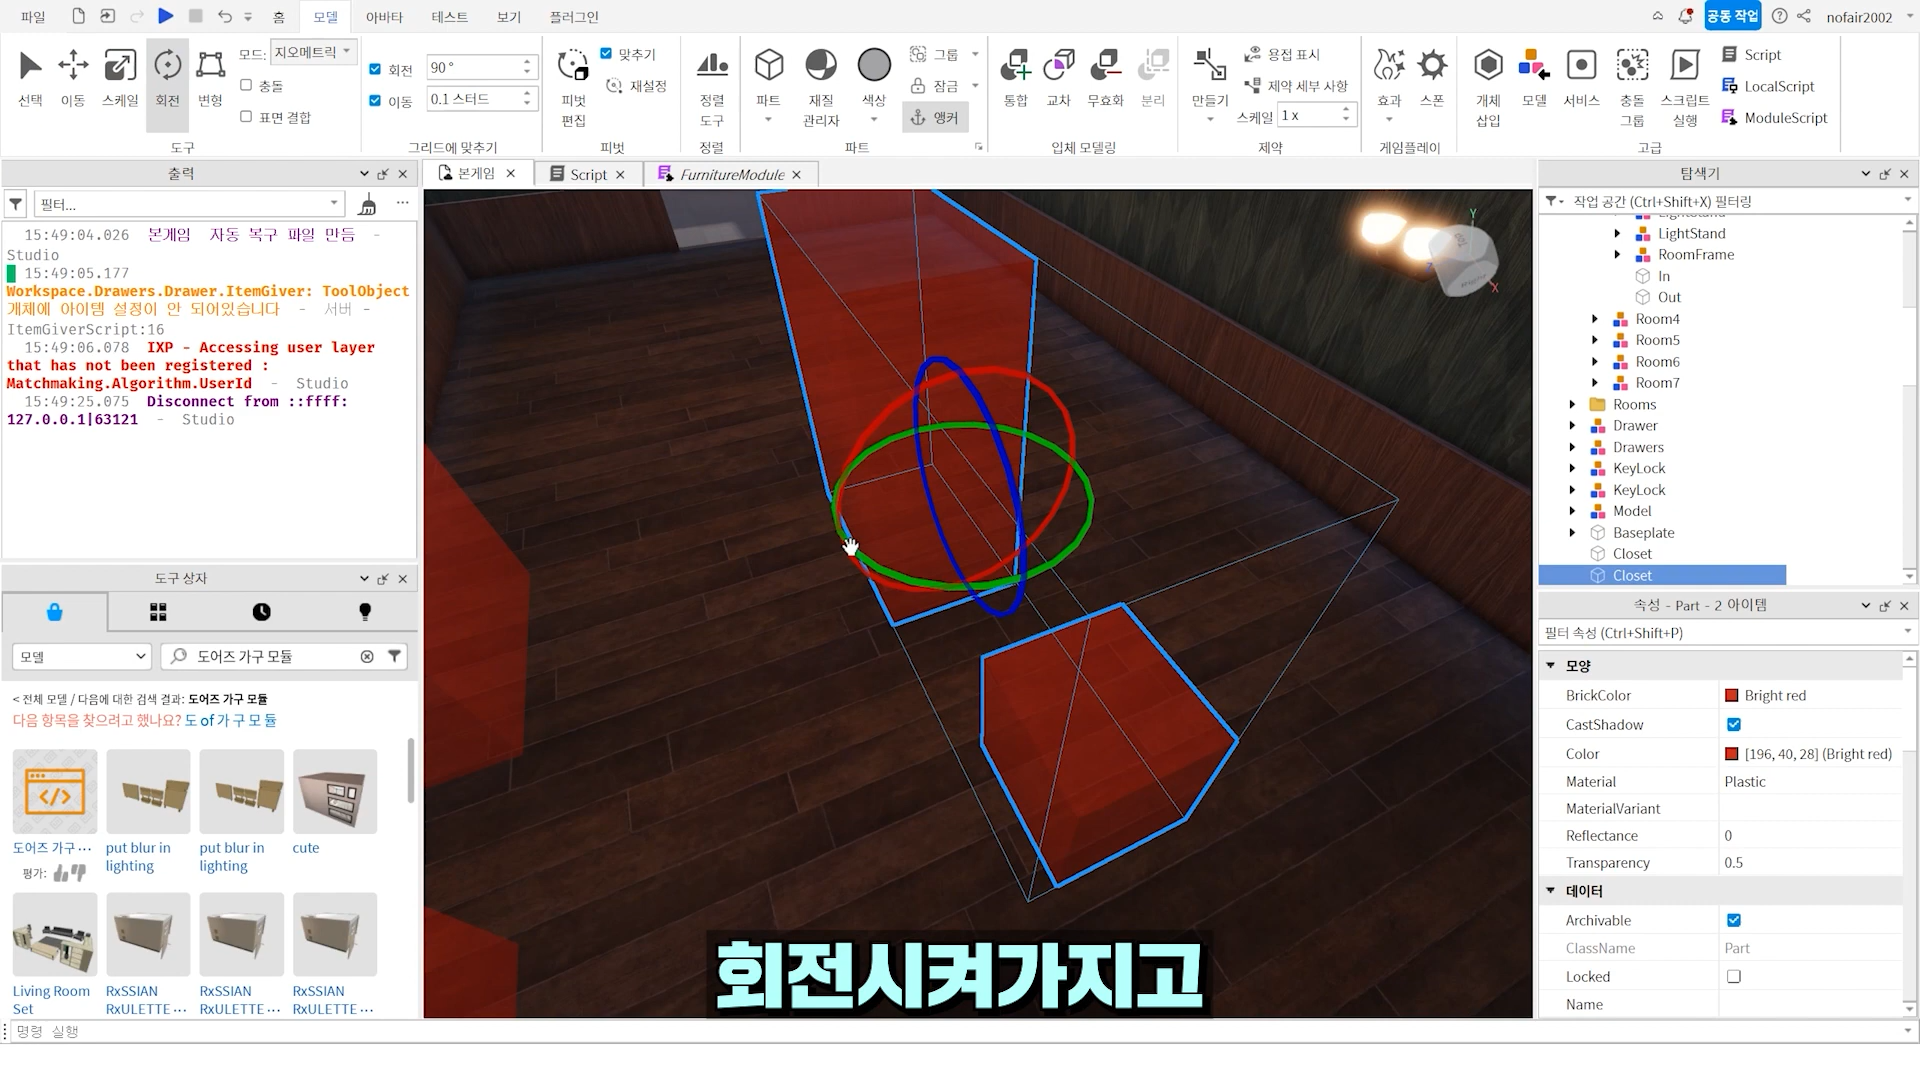 파일
홈
모델
아바타
테스트
보기
플러그인
공동 작업
nofair2002
선택
이동
스케일
회전
변형
모드: 지오메트릭
충돌
표면 결합
도구
회전 90 °
이동 0.1 스터드
그리드에 맞추기
피벗 편집
맞추기
재설정
피벗
정렬 도구
정렬
파트
재질 관리자
색상
그룹
잠금
앵커
파트
통합
교차
무효화
분리
입체 모델링
만들기
용접 표시
제약 세부 사항
스케일 1 x
제약
효과
스폰
게임플레이
개체 삽입
모델
서비스
충돌 그룹
스크립트 실행
Script
LocalScript
ModuleScript
고급
출력
필터...
15:49:04.026 본게임 자동 복구 파일 만듬 -
Studio
15:49:05.177
Workspace.Drawers.Drawer.ItemGiver: ToolObject
개체에 아이템 설정이 안 되어있습니다 - 서버 -
ItemGiverScript:16
15:49:06.078 IXP - Accessing user layer
that has not been registered :
Matchmaking.Algorithm.UserId - Studio
15:49:25.075 Disconnect from ::ffff:
127.0.0.1|63121 - Studio
도구 상자
모델
도어즈 가구 모듈
< 전체 모델 / 다음에 대한 검색 결과: 도어즈 가구 모듈
다음 항목을 찾으려고 했나요? 도 of 가 구 모 듈
도어즈 가구...
평가:
put blur in
lighting
put blur in
lighting
cute
Living Room
Set
RxSSIAN
RxULETTE...
RxSSIAN
RxULETTE...
RxSSIAN
RxULETTE...
명령 실행
본게임
Script
FurnitureModule
Y
X
회전시켜가지고
탐색기
작업 공간 (Ctrl+Shift+X) 필터링
LightStand
LightStand
RoomFrame
In
Out
Room4
Room5
Room6
Room7
Rooms
Drawer
Drawers
KeyLock
KeyLock
Model
Baseplate
Closet
Closet
속성 - Part - 2 아이템
필터 속성 (Ctrl+Shift+P)
모양
BrickColor Bright red
CastShadow
Color [196, 40, 28] (Bright red)
Material Plastic
MaterialVariant
Reflectance 0
Transparency 0.5
데이터
Archivable
ClassName Part
Locked
Name